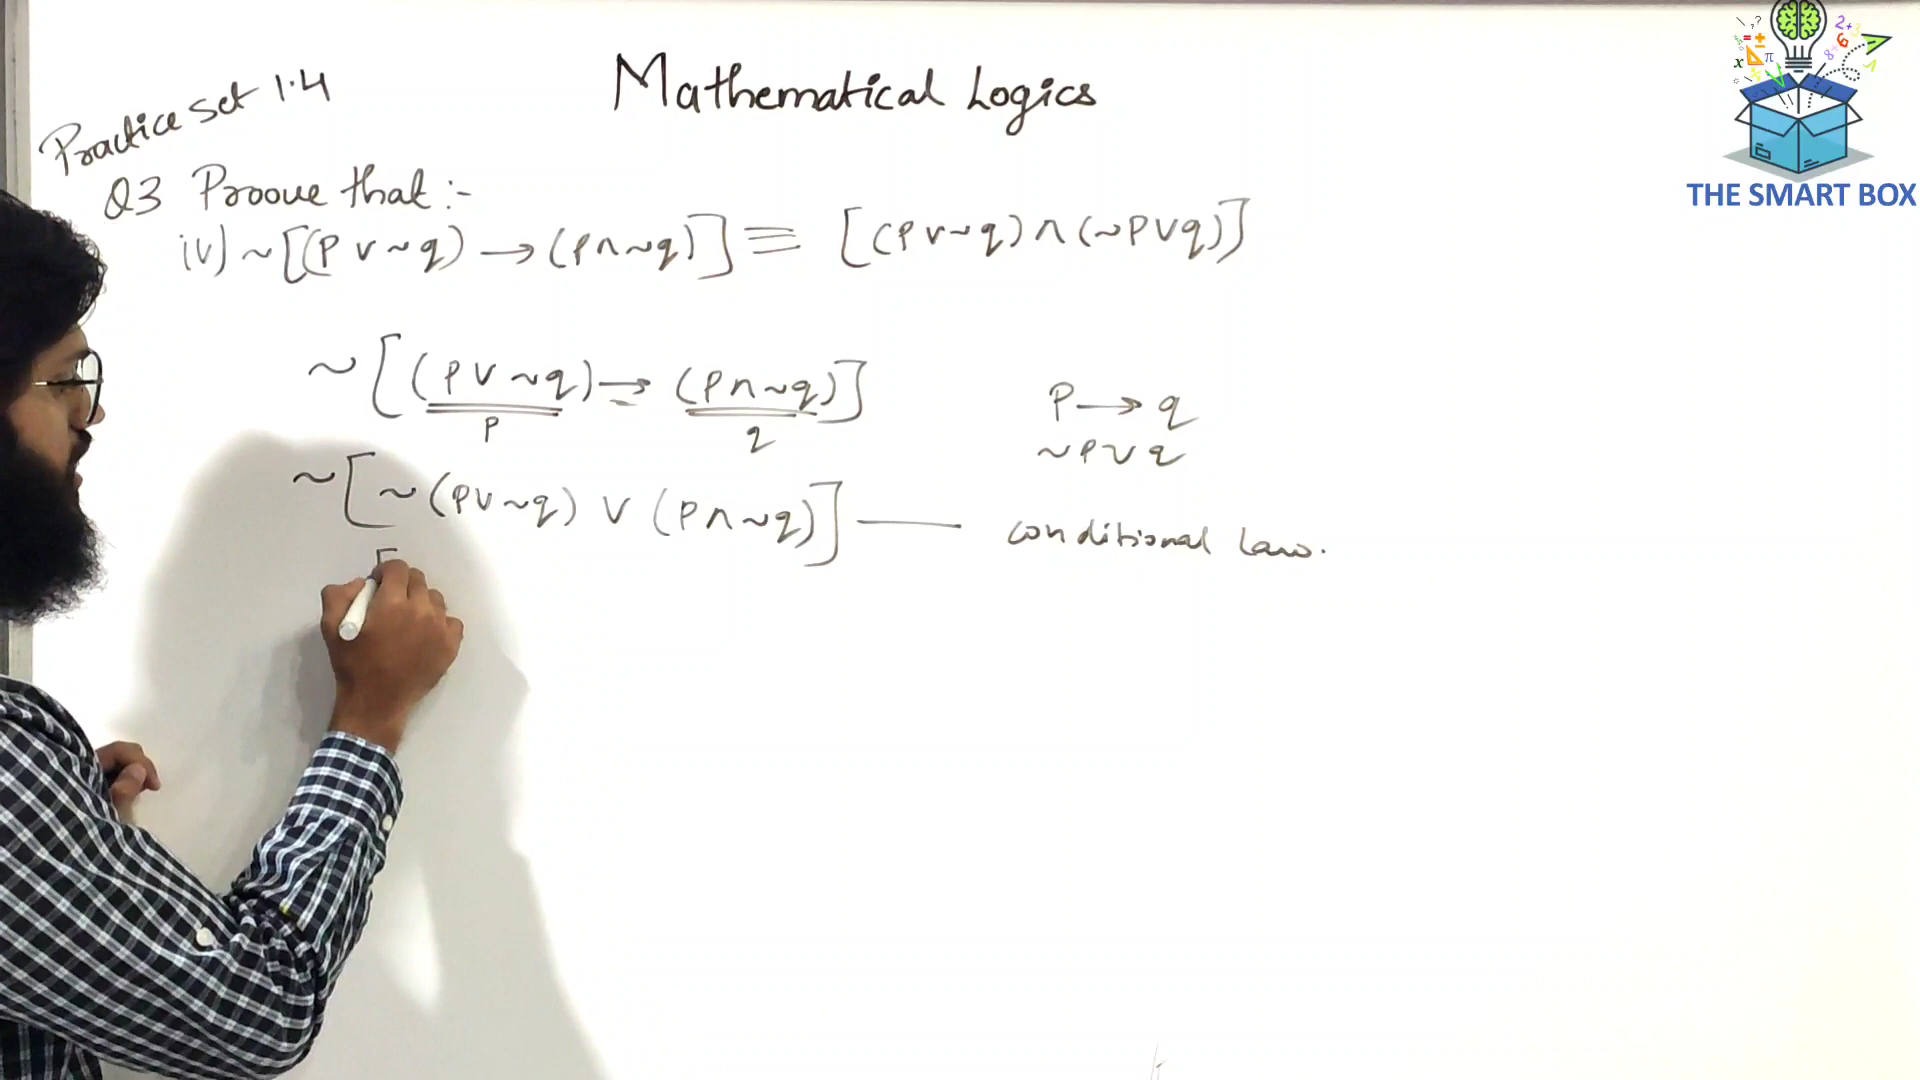 Practice set 1.4
Mathematical Logics
Q3 Proove that :-
iv) ~[(p ∨ ~q) → (p ∧ ~q)] ≡ [(p ∨ ~q) ∧ (~p ∨ q)]
~[(p ∨ ~q) → (p ∧ ~q)]
p q
p → q
~p ∨ q
~[~(p ∨ ~q) ∨ (p ∧ ~q)] —— conditional law.
THE SMART BOX